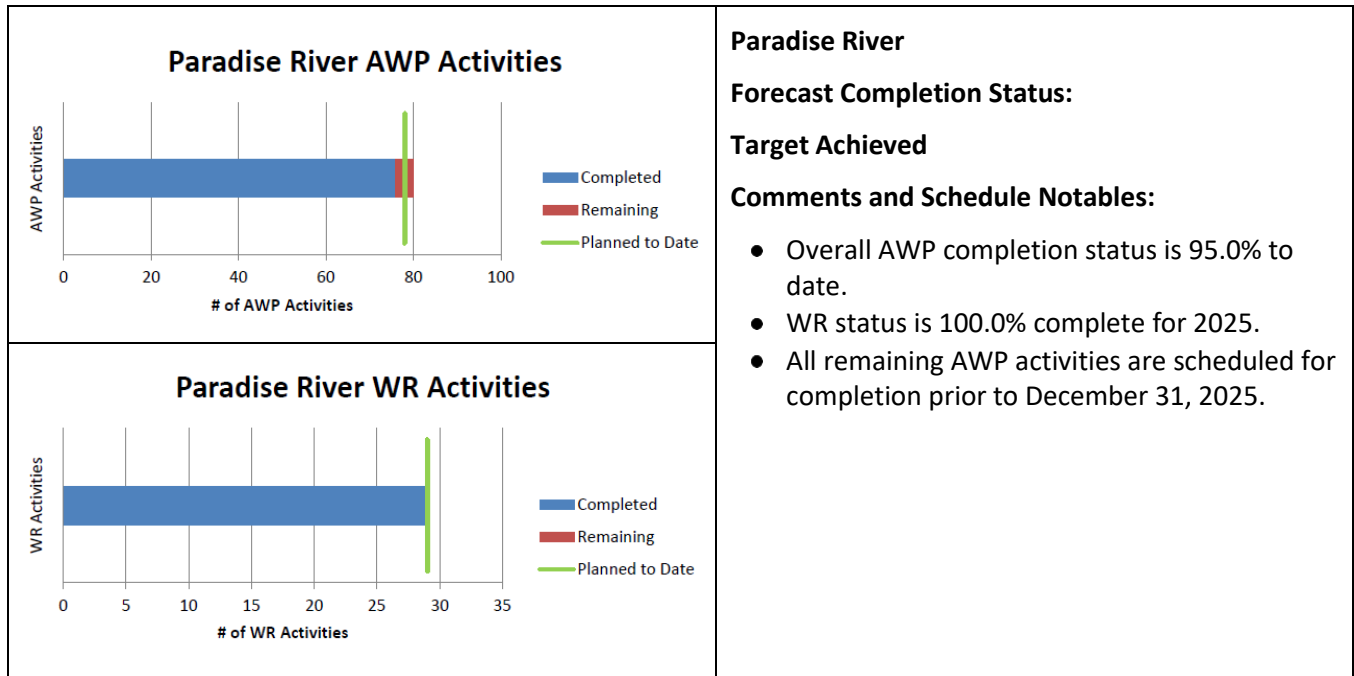 Paradise River AWP Activities
AWP Activities
Completed
Remaining
Planned to Date
0 20 40 60 80 100
# of AWP Activities
Paradise River WR Activities
WR Activities
Completed
Remaining
Planned to Date
0 5 10 15 20 25 30 35
# of WR Activities
Paradise River
Forecast Completion Status:
Target Achieved
Comments and Schedule Notables:
● Overall AWP completion status is 95.0% to
date.
● WR status is 100.0% complete for 2025.
● All remaining AWP activities are scheduled for
completion prior to December 31, 2025.